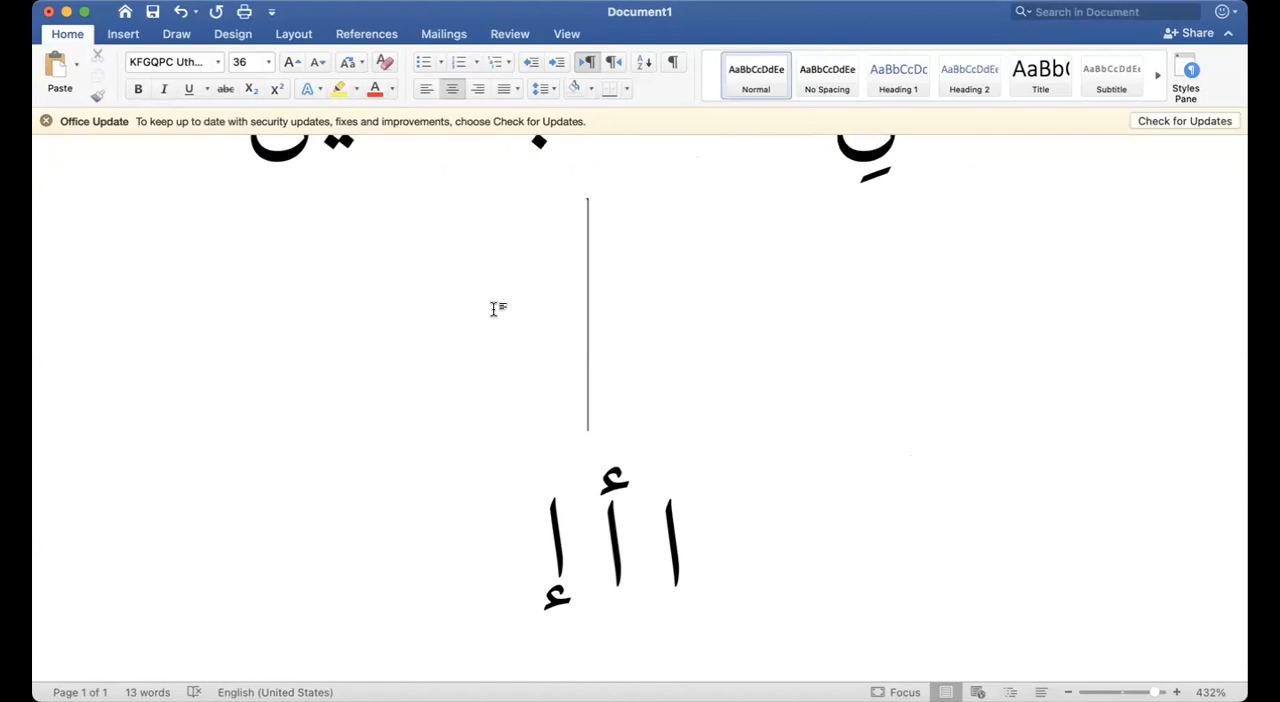 Document1
Search in Document
Home Insert Draw Design Layout References Mailings Review View Share
Paste
KFGQPC Uth... 36
AaBbCcDdEe AaBbCcDdEe AaBbCcDc AaBbCcDdEe AaBb( AaBbCcDdEe
Normal No Spacing Heading 1 Heading 2 Title Subtitle
Styles Pane
Office Update To keep up to date with security updates, fixes and improvements, choose Check for Updates.
Check for Updates
ا أ إ
Page 1 of 1 13 words English (United States) Focus 432%